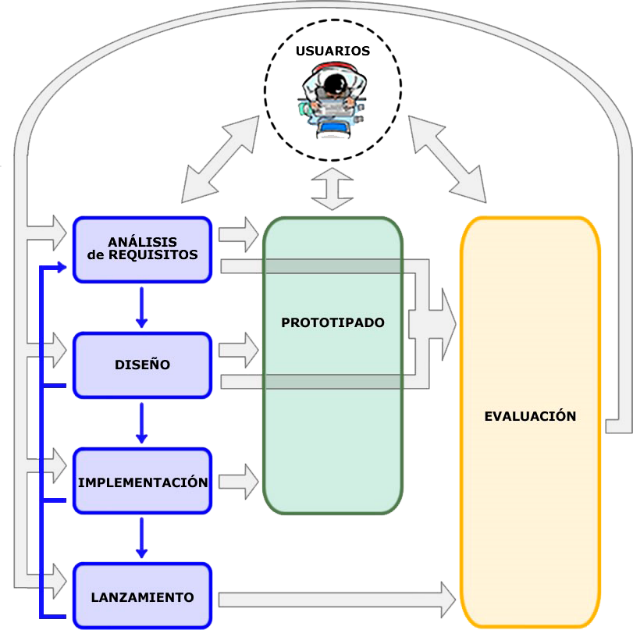 USUARIOS
ANÁLISIS
de REQUISITOS
PROTOTIPADO
DISEÑO
EVALUACIÓN
IMPLEMENTACIÓN
LANZAMIENTO